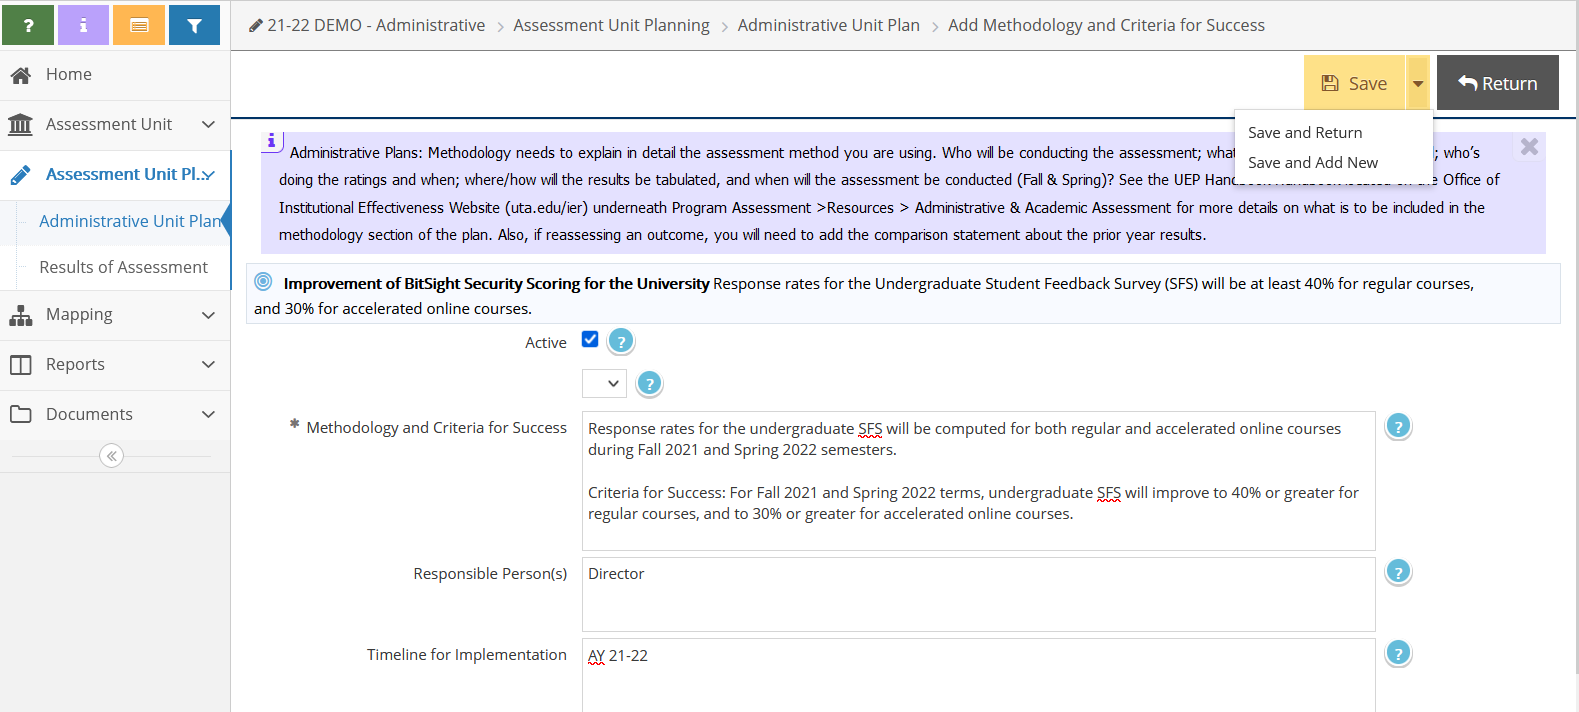 21-22 DEMO - Administrative > Assessment Unit Planning > Administrative Unit Plan > Add Methodology and Criteria for Success
Home
Assessment Unit
Assessment Unit Pl...
Administrative Unit Plan
Results of Assessment
Mapping
Reports
Documents
Save
Return
Save and Return
Save and Add New
Administrative Plans: Methodology needs to explain in detail the assessment method you are using. Who will be conducting the assessment; what ; who's
doing the ratings and when; where/how will the results be tabulated, and when will the assessment be conducted (Fall & Spring)? See the UEP Handbook Handbook located on the Office of
Institutional Effectiveness Website (uta.edu/ier) underneath Program Assessment >Resources > Administrative & Academic Assessment for more details on what is to be included in the
methodology section of the plan. Also, if reassessing an outcome, you will need to add the comparison statement about the prior year results.
Improvement of BitSight Security Scoring for the University Response rates for the Undergraduate Student Feedback Survey (SFS) will be at least 40% for regular courses,
and 30% for accelerated online courses.
Active
* Methodology and Criteria for Success
Response rates for the undergraduate SFS will be computed for both regular and accelerated online courses
during Fall 2021 and Spring 2022 semesters.
Criteria for Success: For Fall 2021 and Spring 2022 terms, undergraduate SFS will improve to 40% or greater for
regular courses, and to 30% or greater for accelerated online courses.
Responsible Person(s)
Director
Timeline for Implementation
AY 21-22